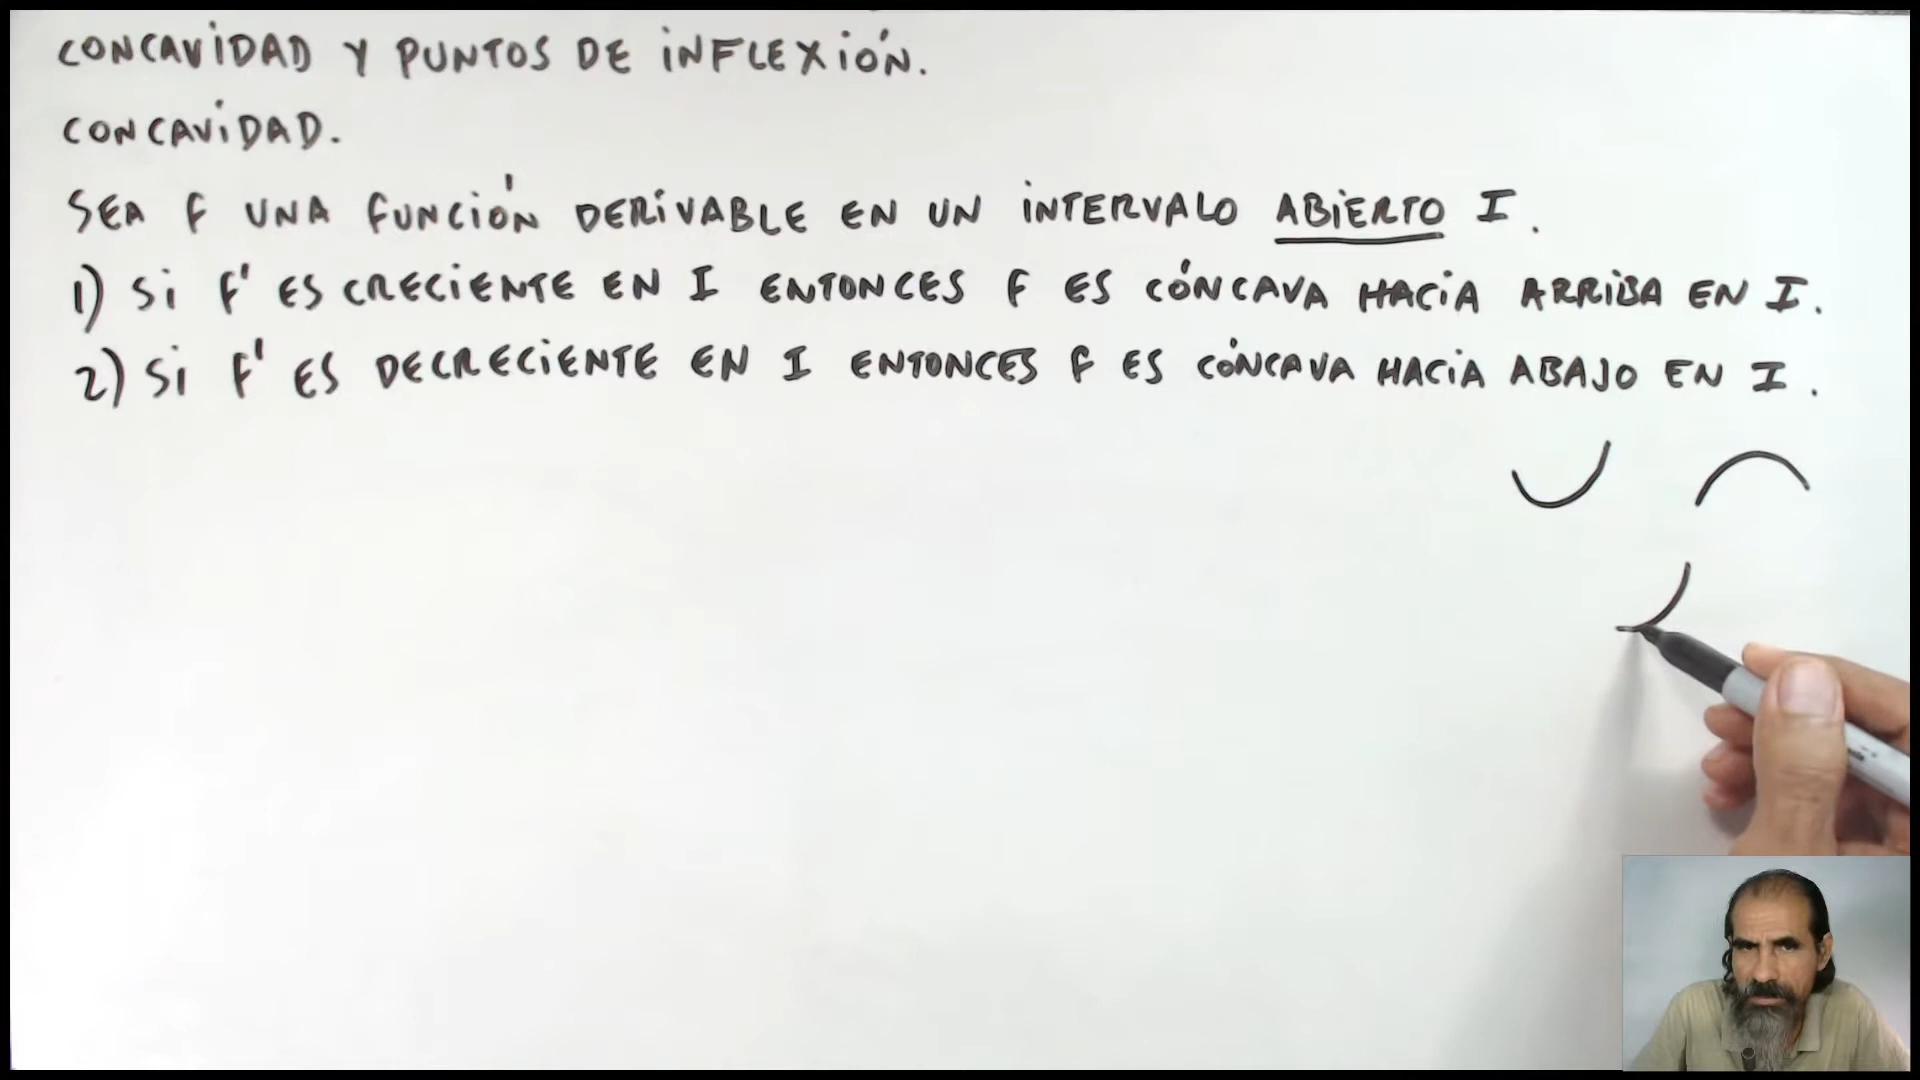 CONCAVIDAD Y PUNTOS DE INFLEXIÓN.
CONCAVIDAD.
SEA F UNA FUNCIÓN DERIVABLE EN UN INTERVALO ABIERTO I.
1) SI F' ES CRECIENTE EN I ENTONCES F ES CÓNCAVA HACIA ARRIBA EN I.
2) SI F' ES DECRECIENTE EN I ENTONCES F ES CÓNCAVA HACIA ABAJO EN I.